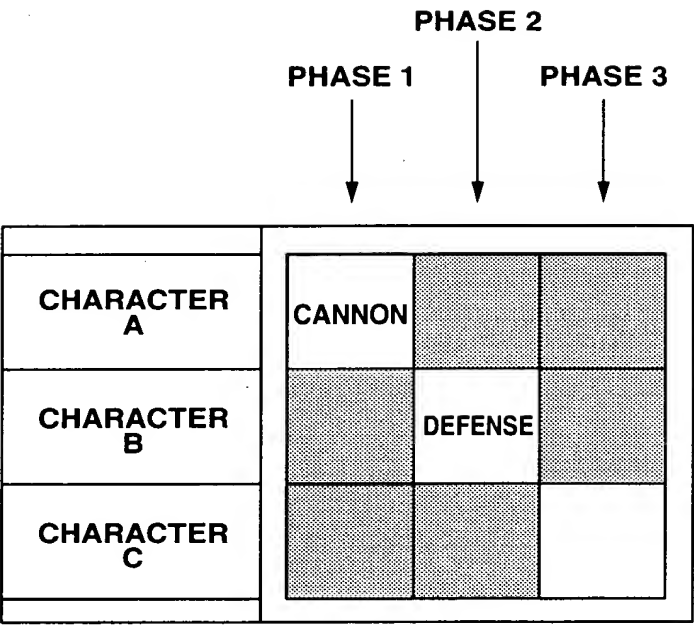 PHASE 2
PHASE 1
PHASE 3
CHARACTER
A
CANNON
CHARACTER
B
DEFENSE
CHARACTER
C